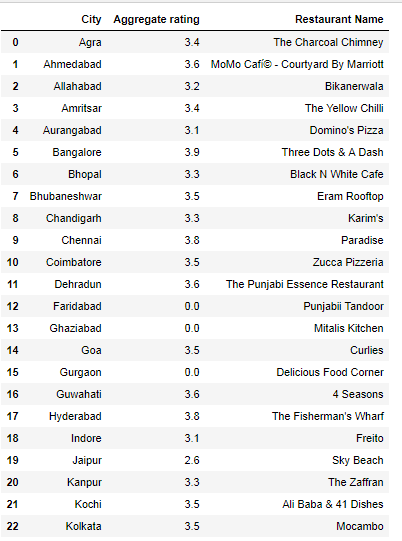 City Aggregate rating Restaurant Name
0 Agra 3.4 The Charcoal Chimney
1 Ahmedabad 3.6 MoMo Cafí© - Courtyard By Marriott
2 Allahabad 3.2 Bikanerwala
3 Amritsar 3.4 The Yellow Chilli
4 Aurangabad 3.1 Domino's Pizza
5 Bangalore 3.9 Three Dots & A Dash
6 Bhopal 3.3 Black N White Cafe
7 Bhubaneshwar 3.5 Eram Rooftop
8 Chandigarh 3.3 Karim's
9 Chennai 3.8 Paradise
10 Coimbatore 3.5 Zucca Pizzeria
11 Dehradun 3.6 The Punjabi Essence Restaurant
12 Faridabad 0.0 Punjabii Tandoor
13 Ghaziabad 0.0 Mitalis Kitchen
14 Goa 3.5 Curlies
15 Gurgaon 0.0 Delicious Food Corner
16 Guwahati 3.6 4 Seasons
17 Hyderabad 3.8 The Fisherman's Wharf
18 Indore 3.1 Freito
19 Jaipur 2.6 Sky Beach
20 Kanpur 3.3 The Zaffran
21 Kochi 3.5 Ali Baba & 41 Dishes
22 Kolkata 3.5 Mocambo